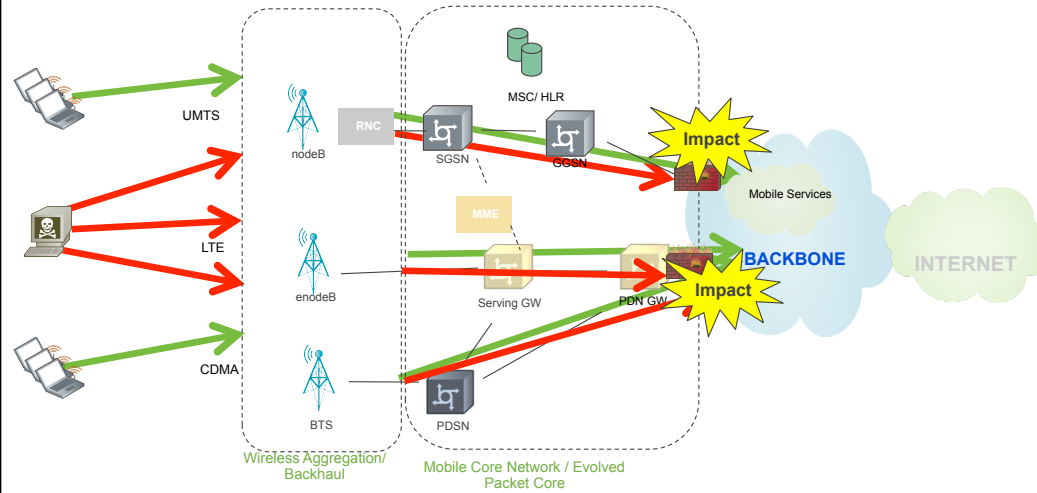 MSC/ HLR
UMTS
RNC
nodeB
SGSN
GGSN
Impact
Mobile Services
MME
LTE
enodeB
Serving GW
PDN GW
BACKBONE
INTERNET
Impact
CDMA
BTS
PDSN
Wireless Aggregation/
Backhaul
Mobile Core Network / Evolved
Packet Core